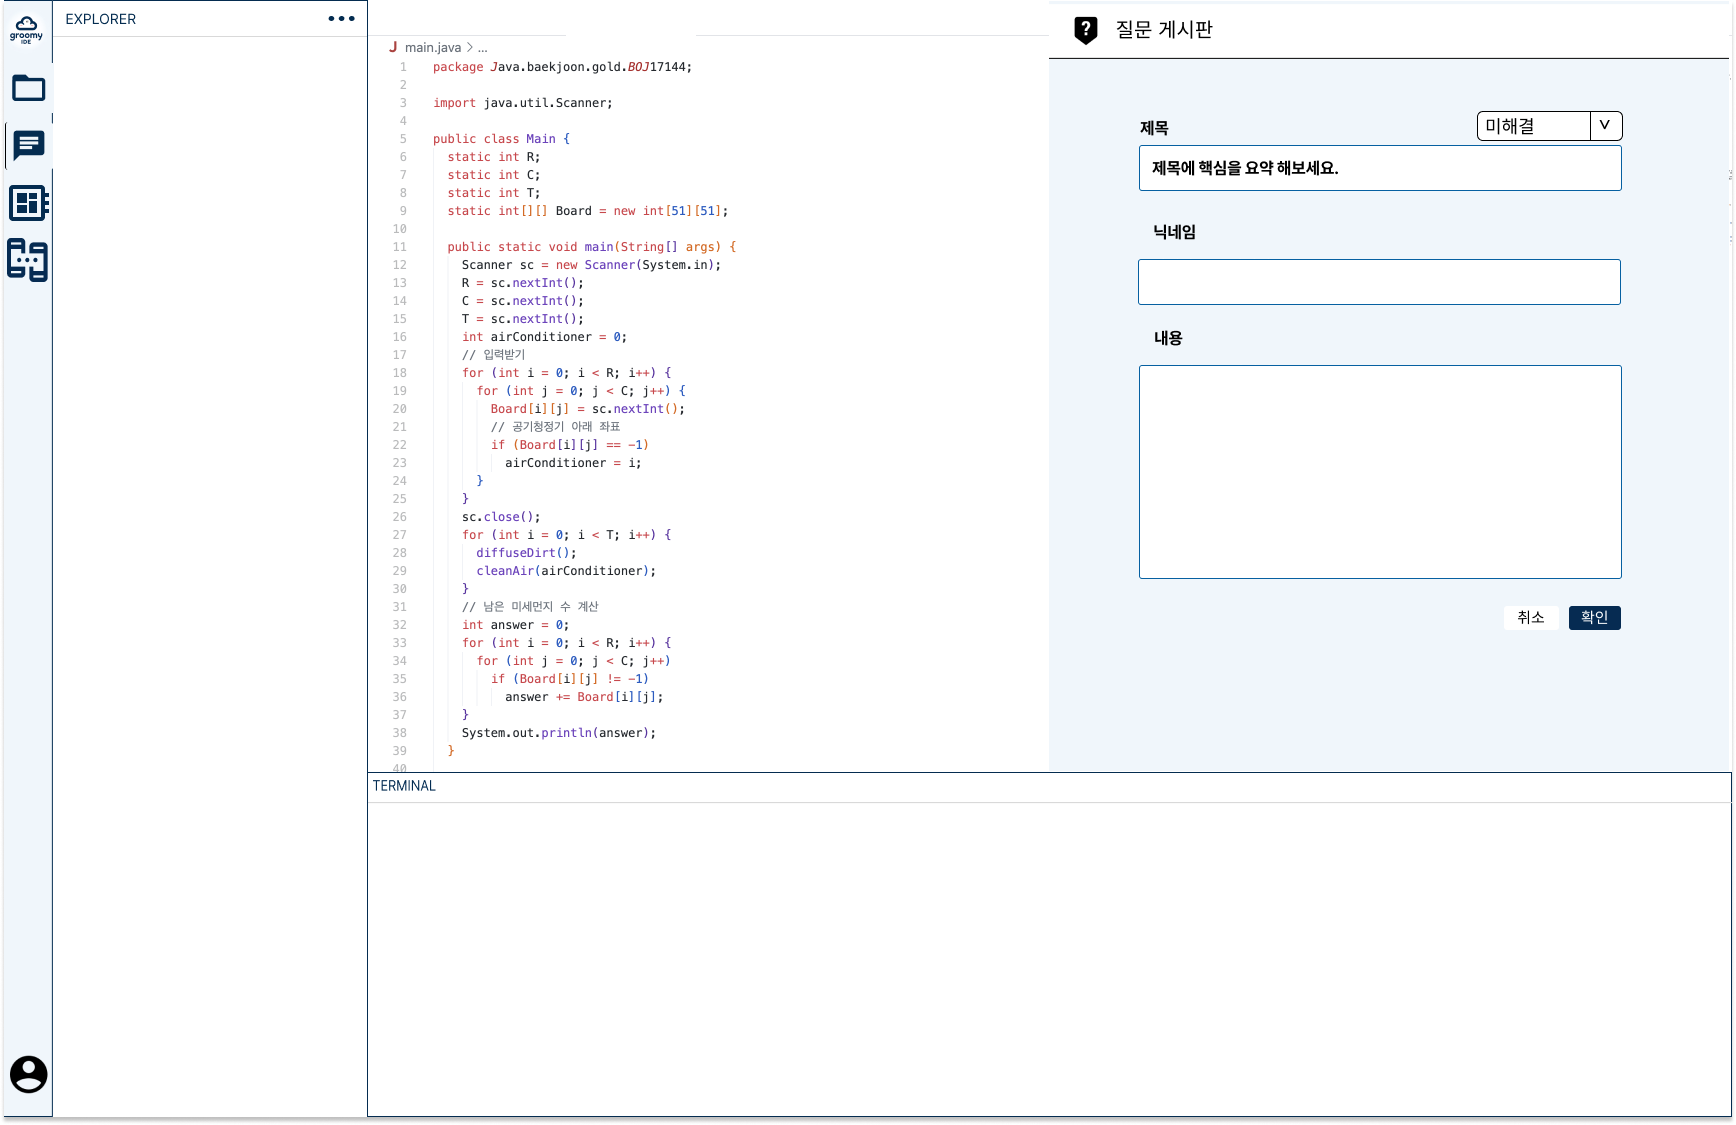 groomy
IDE
EXPLORER
J main.java > ...
1 package Java.baekjoon.gold.BOJ17144;
2
3 import java.util.Scanner;
4
5 public class Main {
6 static int R;
7 static int C;
8 static int T;
9 static int[][] Board = new int[51][51];
10
11 public static void main(String[] args) {
12 Scanner sc = new Scanner(System.in);
13 R = sc.nextInt();
14 C = sc.nextInt();
15 T = sc.nextInt();
16 int airConditioner = 0;
17 // 입력받기
18 for (int i = 0; i < R; i++) {
19 for (int j = 0; j < C; j++) {
20 Board[i][j] = sc.nextInt();
21 // 공기청정기 아래 좌표
22 if (Board[i][j] == -1)
23 airConditioner = i;
24 }
25 }
26 sc.close();
27 for (int i = 0; i < T; i++) {
28 diffuseDirt();
29 cleanAir(airConditioner);
30 }
31 // 남은 미세먼지 수 계산
32 int answer = 0;
33 for (int i = 0; i < R; i++) {
34 for (int j = 0; j < C; j++)
35 if (Board[i][j] != -1)
36 answer += Board[i][j];
37 }
38 System.out.println(answer);
39 }
40
질문 게시판
제목
미해결 V
제목에 핵심을 요약 해보세요.
닉네임
내용
취소 확인
TERMINAL